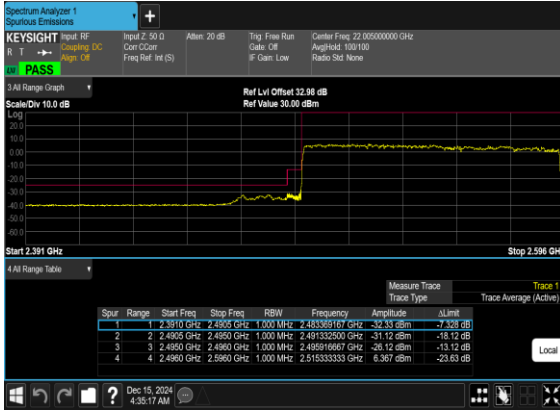 Spectrum Analyzer 1
Spurious Emissions
+
KEYSIGHT
R T
LXI PASS
Input: RF
Coupling: DC
Align: Off
Input Z: 50 Ω
Corr CCorr
Freq Ref: Int (S)
Atten: 20 dB
Trig: Free Run
Gate: Off
IF Gain: Low
Center Freq: 22.005000000 GHz
Avg|Hold: 100/100
Radio Std: None
3 All Range Graph
Scale/Div 10.0 dB
Ref Lvl Offset 32.98 dB
Ref Value 30.00 dBm
Log
20.0
10.0
0.00
-10.0
-20.0
-30.0
-40.0
-50.0
-60.0
Start 2.391 GHz
Stop 2.596 GHz
4 All Range Table
Measure Trace Trace 1
Trace Type Trace Average (Active)
Spur Range Start Freq Stop Freq RBW Frequency Amplitude ΔLimit
1 1 2.3910 GHz 2.4905 GHz 1.000 MHz 2.483369167 GHz -32.33 dBm -7.328 dB
2 2 2.4905 GHz 2.4950 GHz 1.000 MHz 2.491332500 GHz -31.12 dBm -18.12 dB
3 3 2.4950 GHz 2.4960 GHz 1.000 MHz 2.495916667 GHz -26.12 dBm -13.12 dB
4 4 2.4960 GHz 2.5960 GHz 1.000 MHz 2.515333333 GHz 6.367 dBm -23.63 dB
Local
?
Dec 15, 2024
4:35:17 AM